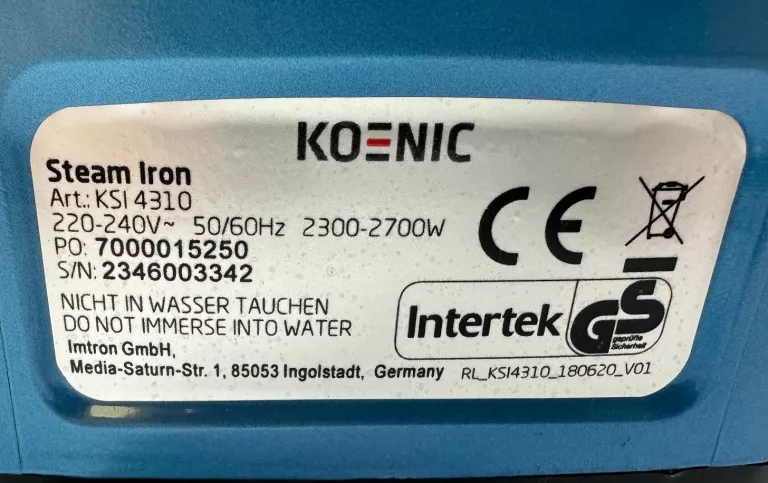 KOENIC
Steam Iron
Art.: KSI 4310
220-240V~ 50/60Hz 2300-2700W
PO: 7000015250
S/N: 2346003342
CE
NICHT IN WASSER TAUCHEN
DO NOT IMMERSE INTO WATER
Intertek
GS
geprüfte
Sicherheit
Imtron GmbH,
Media-Saturn-Str. 1, 85053 Ingolstadt, Germany
RL_KSI4310_180620_V01